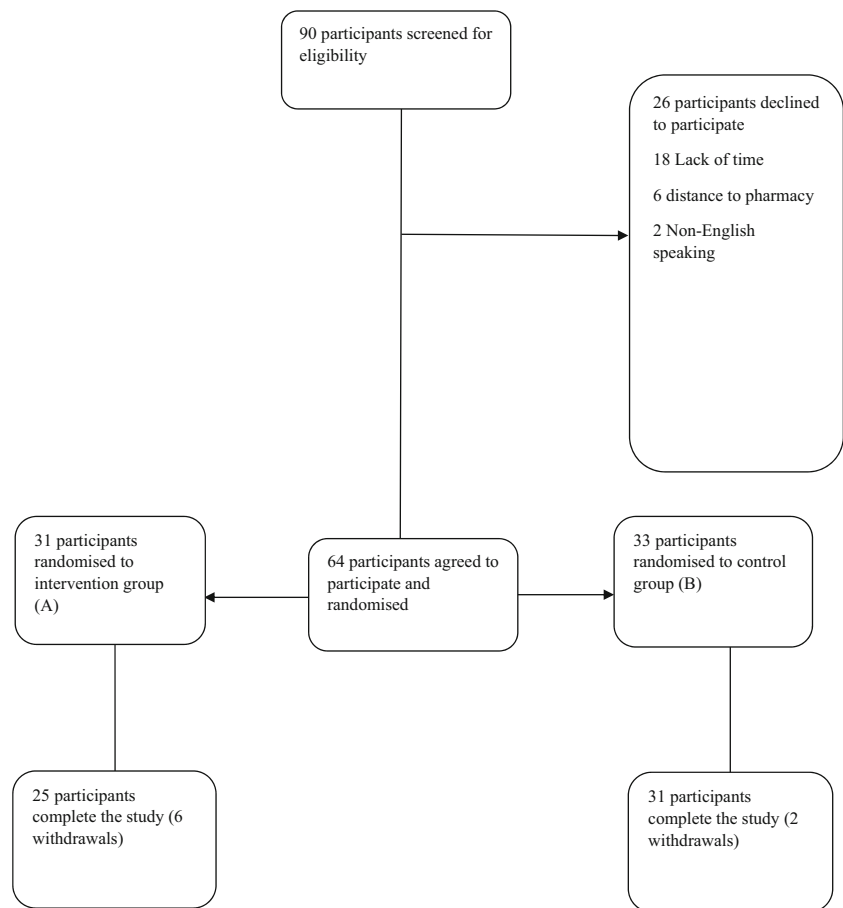 90 participants screened for
eligibility
26 participants declined
to participate
18 Lack of time
6 distance to pharmacy
2 Non-English
speaking
31 participants
randomised to
intervention group
(A)
64 participants agreed to
participate and
randomised
33 participants
randomised to control
group (B)
25 participants
complete the study (6
withdrawals)
31 participants
complete the study (2
withdrawals)